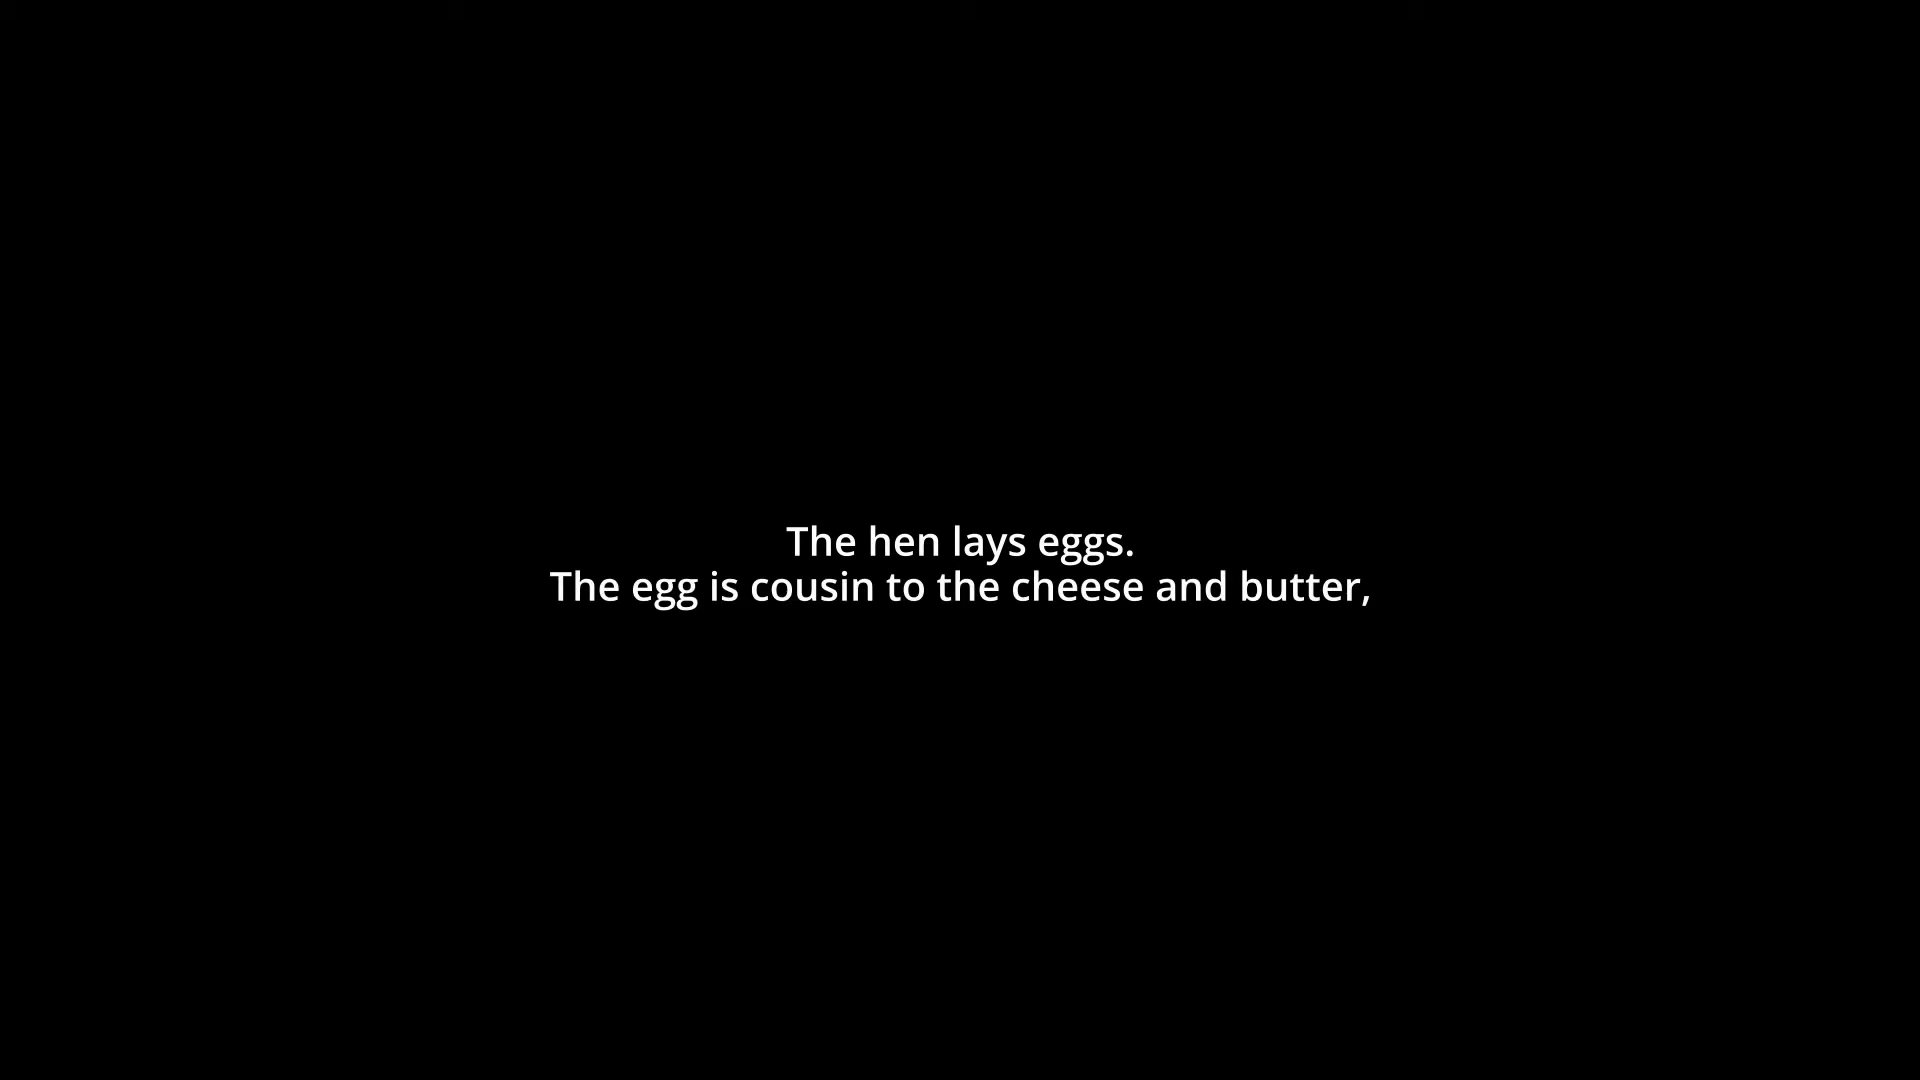 The hen lays eggs.
The egg is cousin to the cheese and butter,